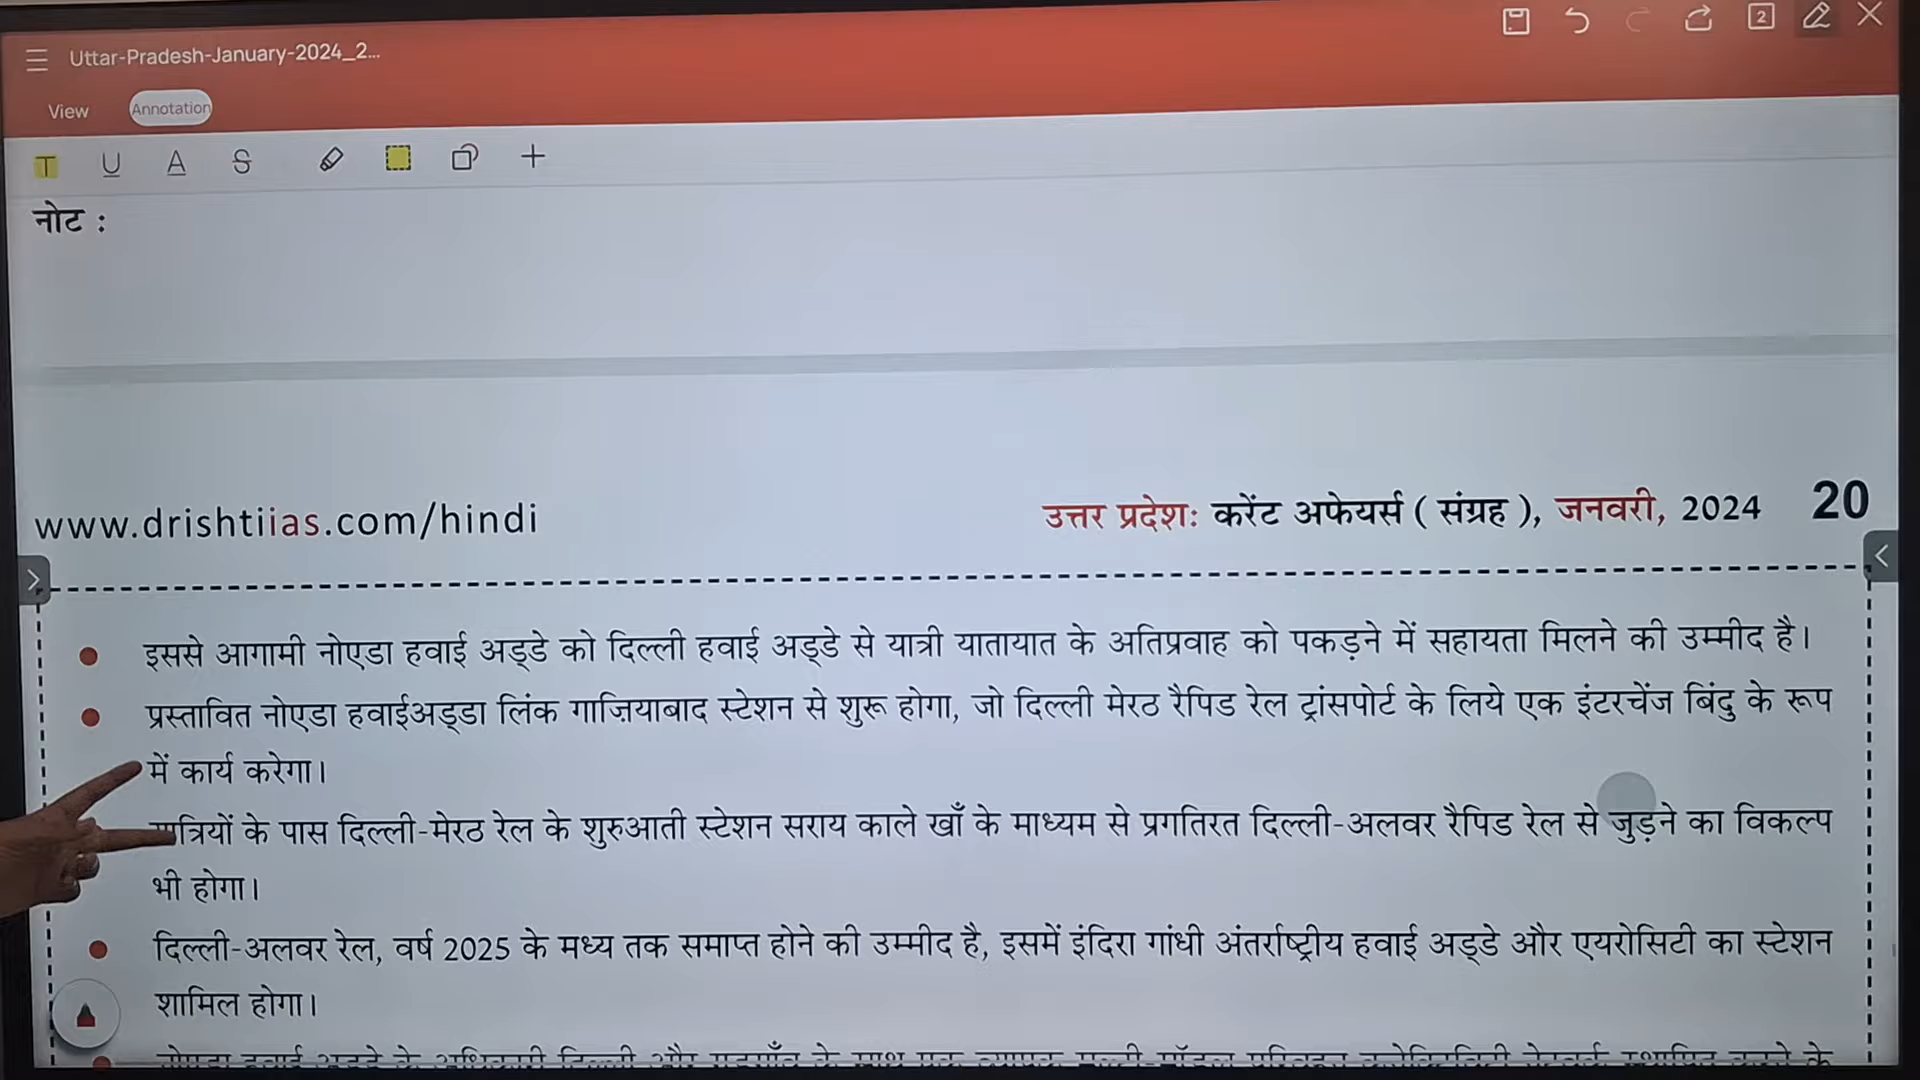 Uttar-Pradesh-January-2024_2...
2
View
Annotation
T U A S
नोट :
www.drishtiias.com/hindi
उत्तर प्रदेश: करेंट अफेयर्स ( संग्रह ), जनवरी, 2024 20
इससे आगामी नोएडा हवाई अड्डे को दिल्ली हवाई अड्डे से यात्री यातायात के अतिप्रवाह को पकड़ने में सहायता मिलने की उम्मीद है।
प्रस्तावित नोएडा हवाईअड्डा लिंक गाज़ियाबाद स्टेशन से शुरू होगा, जो दिल्ली मेरठ रैपिड रेल ट्रांसपोर्ट के लिये एक इंटरचेंज बिंदु के रूप
में कार्य करेगा।
यात्रियों के पास दिल्ली-मेरठ रेल के शुरुआती स्टेशन सराय काले खाँ के माध्यम से प्रगतिरत दिल्ली-अलवर रैपिड रेल से जुड़ने का विकल्प
भी होगा।
दिल्ली-अलवर रेल, वर्ष 2025 के मध्य तक समाप्त होने की उम्मीद है, इसमें इंदिरा गांधी अंतर्राष्ट्रीय हवाई अड्डे और एयरोसिटी का स्टेशन
शामिल होगा।